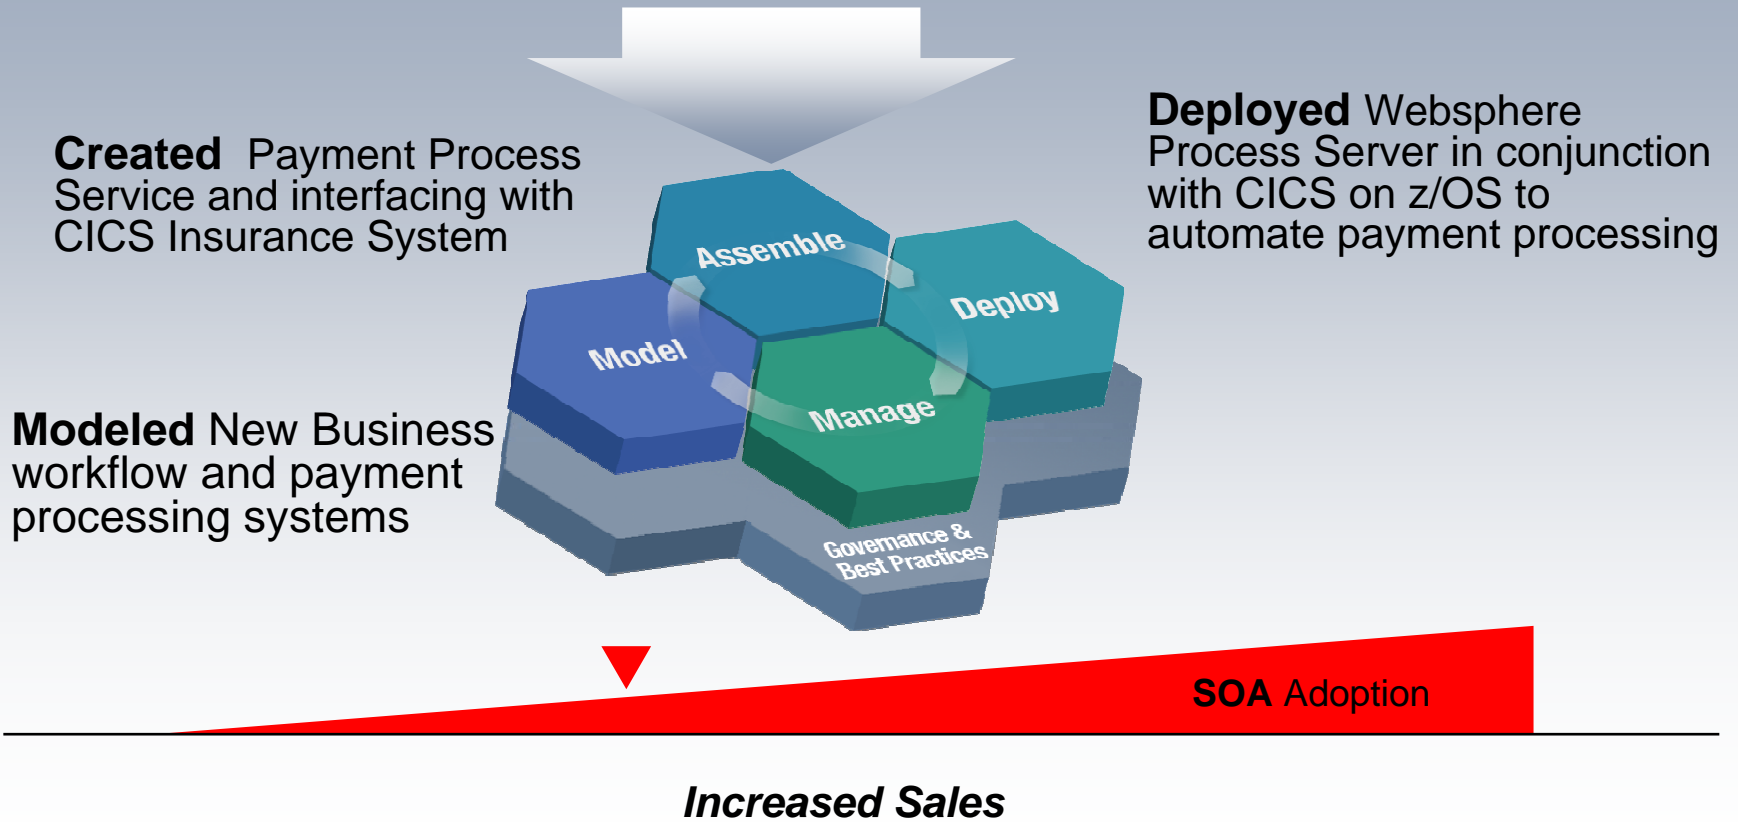 Created Payment Process
Service and interfacing with
CICS Insurance System
Deployed Websphere
Process Server in conjunction
with CICS on z/OS to
automate payment processing
Assemble
Deploy
Model
Manage
Modeled New Business
workflow and payment
processing systems
Governance &
Best Practices
SOA Adoption
Increased Sales